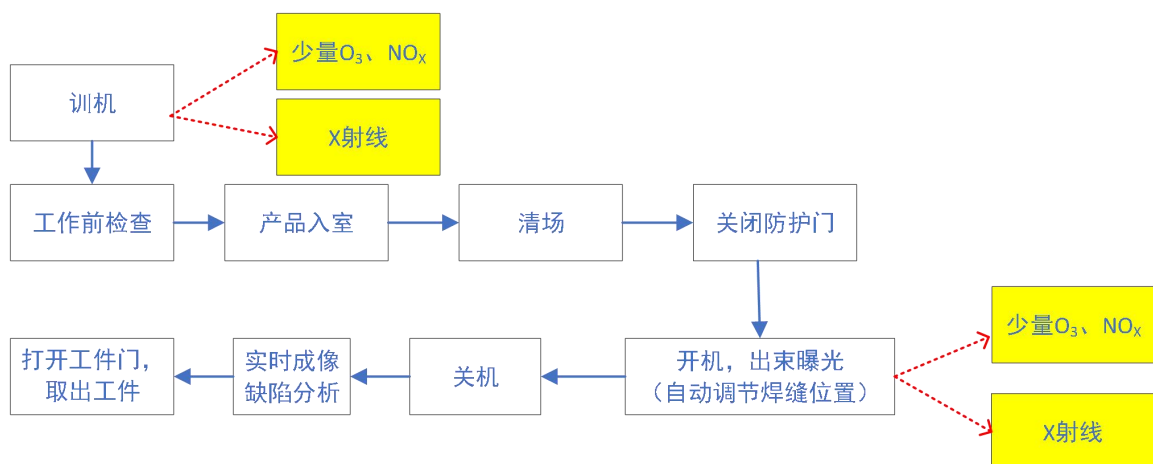 少量O₃、NOₓ
训机
X射线
工作前检查
产品入室
清场
关闭防护门
少量O₃、NOₓ
打开工件门，
取出工件
实时成像
缺陷分析
关机
开机，出束曝光
（自动调节焊缝位置）
X射线